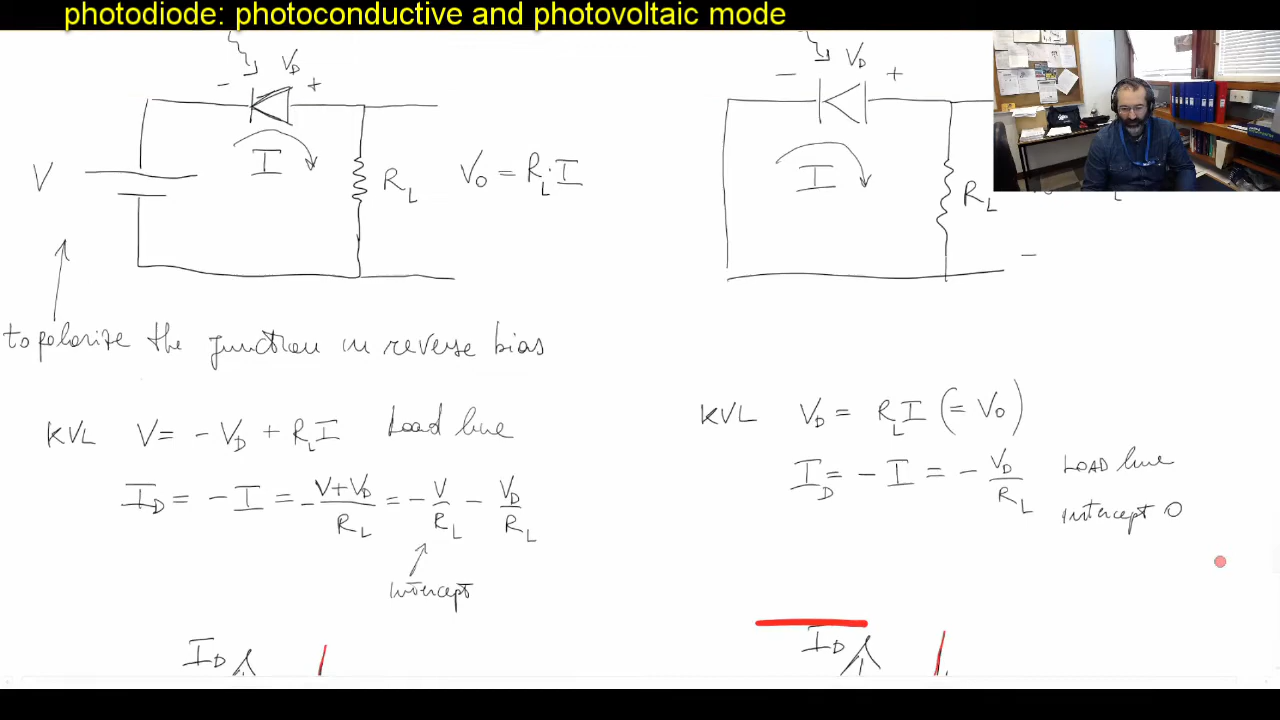 photodiode: photoconductive and photovoltaic mode
- V_D +
V
I
R_L
V_O = R_L·I
to polarize the junction in reverse bias
KVL V = - V_D + R_L I Load line
I_D = - I = - (V+V_D)/R_L = - V/R_L - V_D/R_L
Intercept
I_D
- V_D +
I
R_L
-
KVL V_D = R_L I (= V_O)
I_D = - I = - V_D/R_L LOAD line
intercept 0
I_D